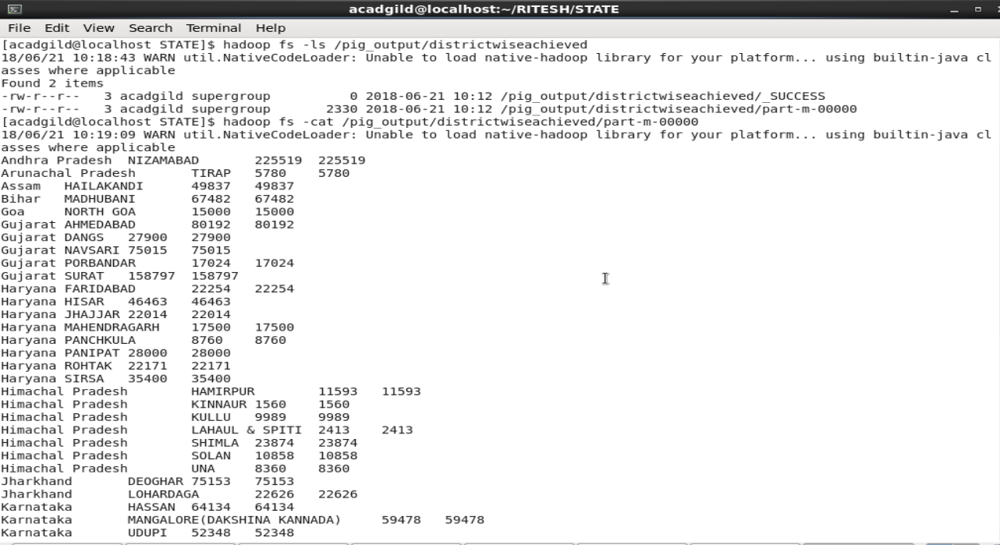 acadgild@localhost:~/RITESH/STATE
File Edit View Search Terminal Help
[acadgild@localhost STATE]$ hadoop fs -ls /pig_output/districtwiseachieved
18/06/21 10:18:43 WARN util.NativeCodeLoader: Unable to load native-hadoop library for your platform... using builtin-java cl
asses where applicable
Found 2 items
-rw-r--r--   3 acadgild supergroup          0 2018-06-21 10:12 /pig_output/districtwiseachieved/_SUCCESS
-rw-r--r--   3 acadgild supergroup       2330 2018-06-21 10:12 /pig_output/districtwiseachieved/part-m-00000
[acadgild@localhost STATE]$ hadoop fs -cat /pig_output/districtwiseachieved/part-m-00000
18/06/21 10:19:09 WARN util.NativeCodeLoader: Unable to load native-hadoop library for your platform... using builtin-java cl
asses where applicable
Andhra Pradesh  NIZAMABAD       225519  225519
Arunachal Pradesh       TIRAP   5780    5780
Assam   HAILAKANDI      49837   49837
Bihar   MADHUBANI       67482   67482
Goa     NORTH GOA       15000   15000
Gujarat AHMEDABAD       80192   80192
Gujarat DANGS   27900   27900
Gujarat NAVSARI 75015   75015
Gujarat PORBANDAR       17024   17024
Gujarat SURAT   158797  158797
Haryana FARIDABAD       22254   22254
Haryana HISAR   46463   46463
Haryana JHAJJAR 22014   22014
Haryana MAHENDRAGARH    17500   17500
Haryana PANCHKULA       8760    8760
Haryana PANIPAT 28000   28000
Haryana ROHTAK  22171   22171
Haryana SIRSA   35400   35400
Himachal Pradesh        HAMIRPUR        11593   11593
Himachal Pradesh        KINNAUR 1560    1560
Himachal Pradesh        KULLU   9989    9989
Himachal Pradesh        LAHAUL & SPITI  2413    2413
Himachal Pradesh        SHIMLA  23874   23874
Himachal Pradesh        SOLAN   10858   10858
Himachal Pradesh        UNA     8360    8360
Jharkhand       DEOGHAR 75153   75153
Jharkhand       LOHARDAGA       22626   22626
Karnataka       HASSAN  64134   64134
Karnataka       MANGALORE(DAKSHINA KANNADA)     59478   59478
Karnataka       UDUPI   52348   52348